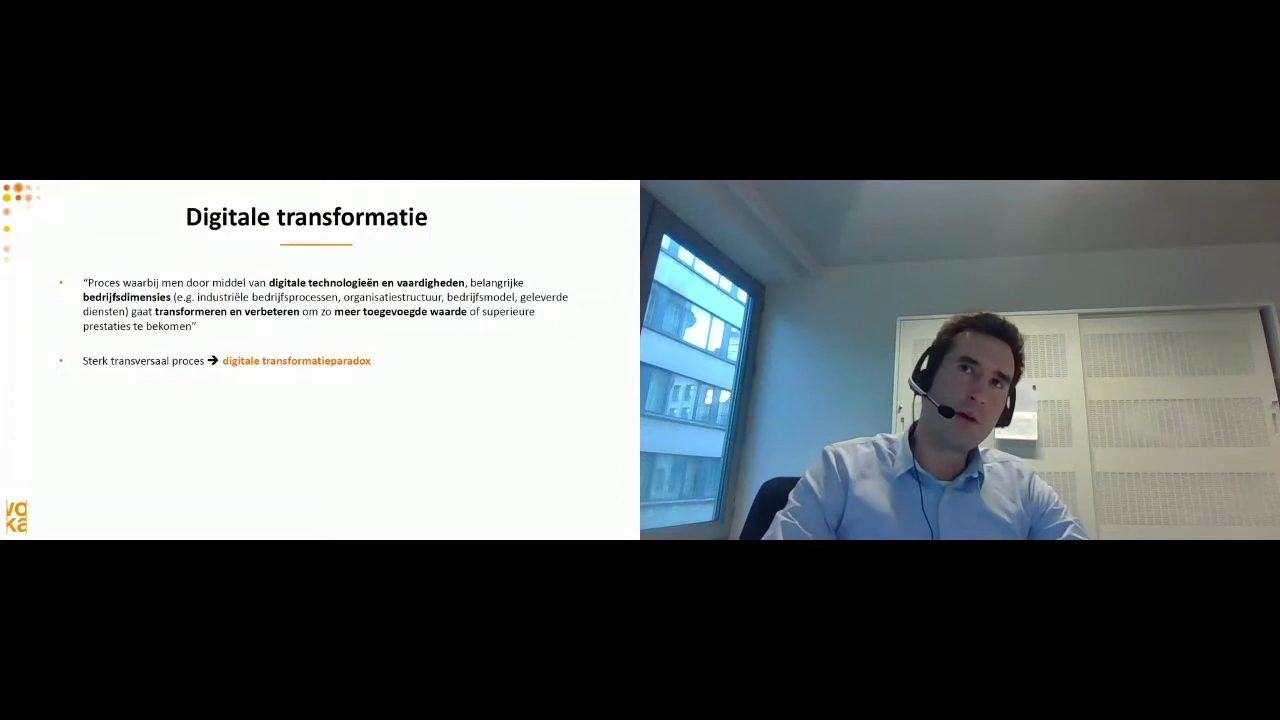 Digitale transformatie
• “Proces waarbij men door middel van digitale technologieën en vaardigheden, belangrijke
bedrijfsdimensies (e.g. industriële bedrijfsprocessen, organisatiestructuur, bedrijfsmodel, geleverde
diensten) gaat transformeren en verbeteren om zo meer toegevoegde waarde of superieure
prestaties te bekomen”
• Sterk transversaal proces ➔ digitale transformatieparadox
vo
ka